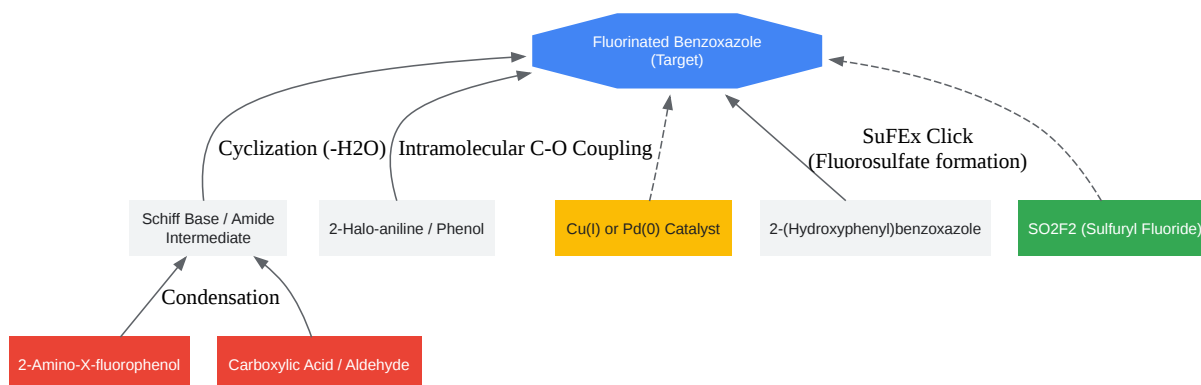 Fluorinated Benzoxazole
(Target)
Cyclization (-H2O)
Intramolecular C-O Coupling
SuFEx Click
(Fluorosulfate formation)
Schiff Base / Amide
Intermediate
2-Halo-aniline / Phenol
Cu(I) or Pd(0) Catalyst
2-(Hydroxyphenyl)benzoxazole
SO2F2 (Sulfuryl Fluoride)
Condensation
2-Amino-X-fluorophenol
Carboxylic Acid / Aldehyde